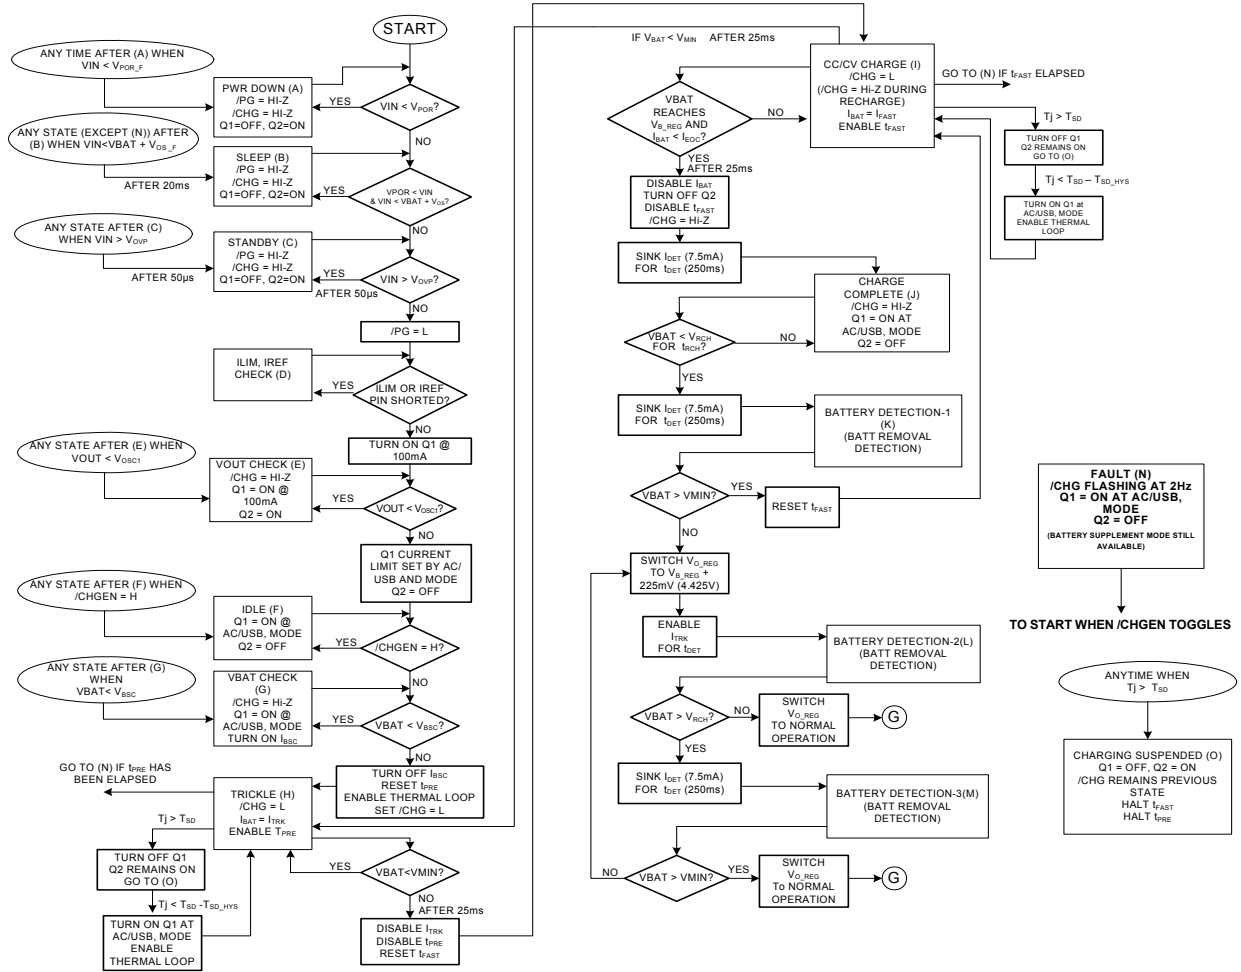 START
ANY TIME AFTER (A) WHEN
VIN < VPOR_F
PWR DOWN (A)
/PG = HI-Z
/CHG = HI-Z
Q1=OFF, Q2=ON
YES
VIN < VPOR?
NO
ANY STATE (EXCEPT (N)) AFTER
(B) WHEN VIN<VBAT + VOS_F
AFTER 20ms
SLEEP (B)
/PG = HI-Z
/CHG = HI-Z
Q1=OFF, Q2=ON
YES
VPOR < VIN
& VIN < VBAT + VOS?
NO
ANY STATE AFTER (C)
WHEN VIN > VOVP
AFTER 50µs
STANDBY (C)
/PG = HI-Z
/CHG = HI-Z
Q1=OFF, Q2=ON
YES
AFTER 50µs
VIN > VOVP?
NO
/PG = L
ILIM, IREF
CHECK (D)
YES
ILIM OR IREF
PIN SHORTED?
NO
TURN ON Q1 @
100mA
ANY STATE AFTER (E) WHEN
VOUT < VOSC1
VOUT CHECK (E)
/CHG = HI-Z
Q1 = ON @
100mA
Q2 = ON
YES
VOUT < VOSC1?
NO
Q1 CURRENT
LIMIT SET BY AC/
USB AND MODE
Q2 = OFF
ANY STATE AFTER (F) WHEN
/CHGEN = H
IDLE (F)
Q1 = ON @
AC/USB, MODE
Q2 = OFF
YES
/CHGEN = H?
NO
ANY STATE AFTER (G)
WHEN
VBAT< VBSC
VBAT CHECK
(G)
/CHG = Hi-Z
Q1 = ON @
AC/USB, MODE
TURN ON IBSC
YES
VBAT < VBSC?
NO
TURN OFF IBSC
RESET tPRE
ENABLE THERMAL LOOP
SET /CHG = L
GO TO (N) IF tPRE HAS
BEEN ELAPSED
TRICKLE (H)
/CHG = L
IBAT = ITRK
ENABLE TPRE
Tj > TSD
TURN OFF Q1
Q2 REMAINS ON
GO TO (O)
Tj < TSD -TSD_HYS
TURN ON Q1 AT
AC/USB, MODE
ENABLE
THERMAL LOOP
YES
VBAT<VMIN?
NO
AFTER 25ms
DISABLE ITRK
DISABLE tPRE
RESET tFAST
IF VBAT < VMIN AFTER 25ms
CC/CV CHARGE (I)
/CHG = L
(/CHG = Hi-Z DURING
RECHARGE)
IBAT = IFAST
ENABLE tFAST
GO TO (N) IF tFAST ELAPSED
Tj > TSD
TURN OFF Q1
Q2 REMAINS ON
GO TO (O)
Tj < TSD – TSD_HYS
TURN ON Q1 at
AC/USB, MODE
ENABLE THERMAL
LOOP
VBAT
REACHES
VB_REG AND
IBAT < IEOC?
NO
YES
AFTER 25ms
DISABLE IBAT
TURN OFF Q2
DISABLE tFAST
/CHG = Hi-Z
SINK IDET (7.5mA)
FOR tDET (250ms)
CHARGE
COMPLETE (J)
/CHG = HI-Z
Q1 = ON AT
AC/USB, MODE
Q2 = OFF
VBAT < VRCH
FOR tRCH?
NO
YES
SINK IDET (7.5mA)
FOR tDET (250ms)
BATTERY DETECTION-1
(K)
(BATT REMOVAL
DETECTION)
VBAT > VMIN?
YES
RESET tFAST
NO
SWITCH VO_REG
TO VB_REG +
225mV (4.425V)
ENABLE
ITRK
FOR tDET
BATTERY DETECTION-2(L)
(BATT REMOVAL
DETECTION)
VBAT > VRCH?
NO
SWITCH
VO_REG
TO NORMAL
OPERATION
G
YES
SINK IDET (7.5mA)
FOR tDET (250ms)
BATTERY DETECTION-3(M)
(BATT REMOVAL
DETECTION)
NO
VBAT > VMIN?
YES
SWITCH
VO_REG
To NORMAL
OPERATION
G
FAULT (N)
/CHG FLASHING AT 2Hz
Q1 = ON AT AC/USB,
MODE
Q2 = OFF
(BATTERY SUPPLEMENT MODE STILL
AVAILABLE)
TO START WHEN /CHGEN TOGGLES
ANYTIME WHEN
Tj > TSD
CHARGING SUSPENDED (O)
Q1 = OFF, Q2 = ON
/CHG REMAINS PREVIOUS
STATE
HALT tFAST
HALT tPRE